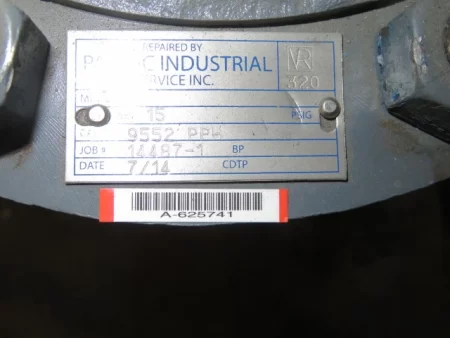 REPAIRED BY
INDUSTRIAL
SERVICE INC.
VR
320
15 PSIG
9552 PPH
JOB # 14487-1 BP
DATE 7/14 CDTP
A-625741